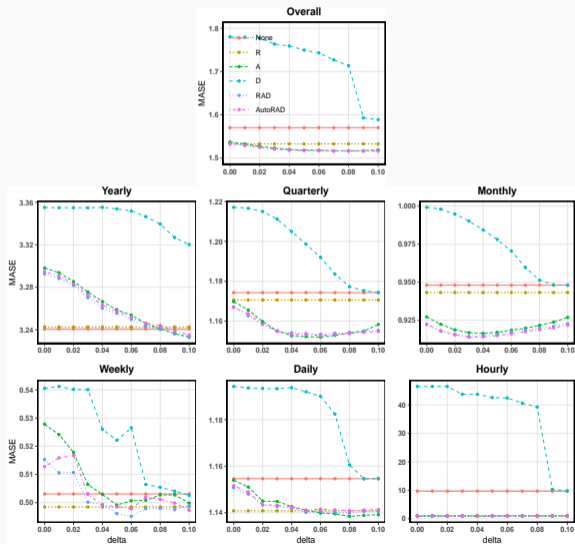 Overall
MASE
1.8
1.7
1.6
1.5
None
R
A
D
RAD
AutoRAD
0.00 0.02 0.04 0.06 0.08 0.10
Yearly
Quarterly
Monthly
MASE
3.36
3.32
3.28
3.24
0.00 0.02 0.04 0.06 0.08 0.10
1.22
1.20
1.18
1.16
0.00 0.02 0.04 0.06 0.08 0.10
1.000
0.975
0.950
0.925
0.00 0.02 0.04 0.06 0.08 0.10
Weekly
Daily
Hourly
MASE
0.54
0.53
0.52
0.51
0.50
0.00 0.02 0.04 0.06 0.08 0.10
delta
1.18
1.16
1.14
0.00 0.02 0.04 0.06 0.08 0.10
delta
40
30
20
10
0
0.00 0.02 0.04 0.06 0.08 0.10
delta